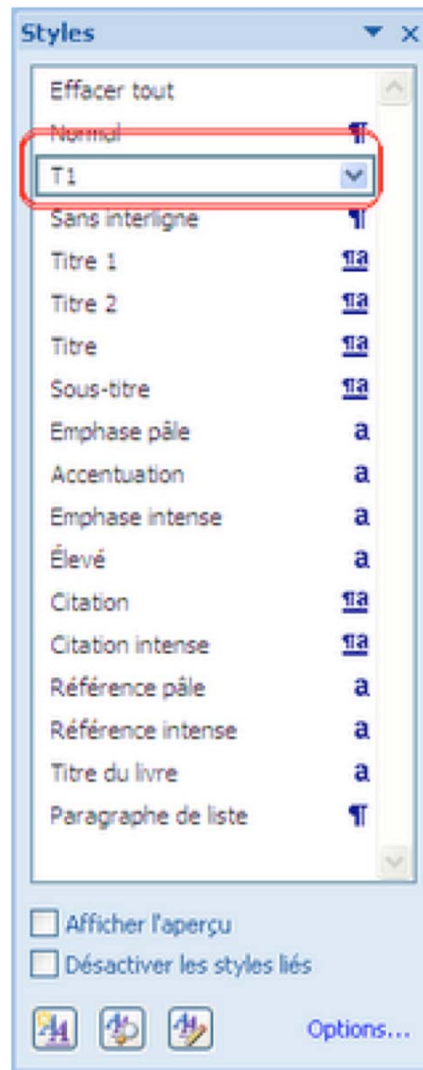 Styles
Effacer tout
Normal ¶
T1
Sans interligne ¶
Titre 1 ¶a
Titre 2 ¶a
Titre ¶a
Sous-titre ¶a
Emphase pâle a
Accentuation a
Emphase intense a
Élevé a
Citation ¶a
Citation intense ¶a
Référence pâle a
Référence intense a
Titre du livre a
Paragraphe de liste ¶
Afficher l'aperçu
Désactiver les styles liés
Options...